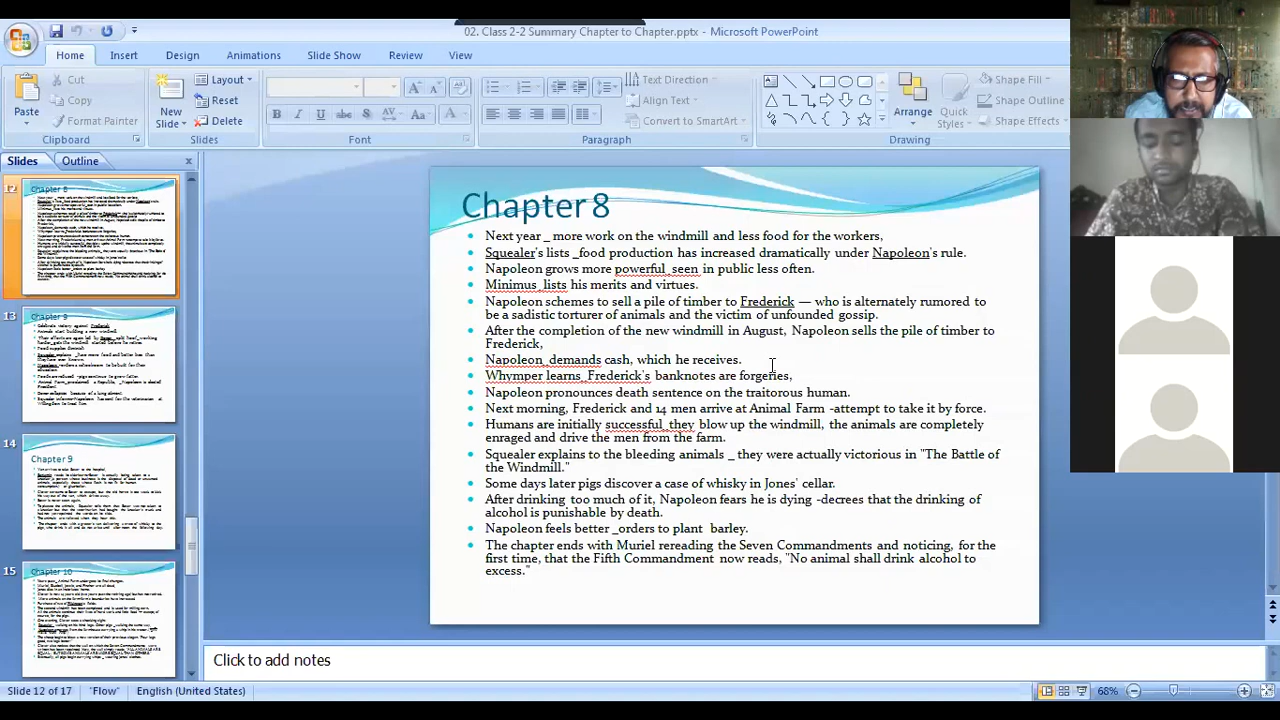 02. Class 2-2 Summary Chapter to Chapter.pptx - Microsoft PowerPoint
Home Insert Design Animations Slide Show Review View
Cut
Copy
Format Painter
Paste
Clipboard
New Slide
Layout
Reset
Delete
Slides
Font
Text Direction
Align Text
Convert to SmartArt
Paragraph
Arrange
Quick Styles
Shape Fill
Shape Outline
Shape Effects
Drawing
Slides Outline
12
Chapter 8
13
Chapter 9
14
Chapter 9
15
Chapter 10
Chapter 8
Next year _ more work on the windmill and less food for the workers,
Squealer's lists _food production has increased dramatically under Napoleon's rule.
Napoleon grows more powerful_seen in public less often.
Minimus_lists his merits and virtues.
Napoleon schemes to sell a pile of timber to Frederick — who is alternately rumored to
be a sadistic torturer of animals and the victim of unfounded gossip.
After the completion of the new windmill in August, Napoleon sells the pile of timber to
Frederick,
Napoleon_demands cash, which he receives.
Whymper learns_Frederick's banknotes are forgeries,
Napoleon pronounces death sentence on the traitorous human.
Next morning, Frederick and 14 men arrive at Animal Farm -attempt to take it by force.
Humans are initially successful_they blow up the windmill, the animals are completely
enraged and drive the men from the farm.
Squealer explains to the bleeding animals _ they were actually victorious in "The Battle of
the Windmill."
Some days later pigs discover a case of whisky in Jones' cellar.
After drinking too much of it, Napoleon fears he is dying -decrees that the drinking of
alcohol is punishable by death.
Napoleon feels better _orders to plant barley.
The chapter ends with Muriel rereading the Seven Commandments and noticing, for the
first time, that the Fifth Commandment now reads, "No animal shall drink alcohol to
excess."
Click to add notes
Slide 12 of 17 "Flow" English (United States) 68%